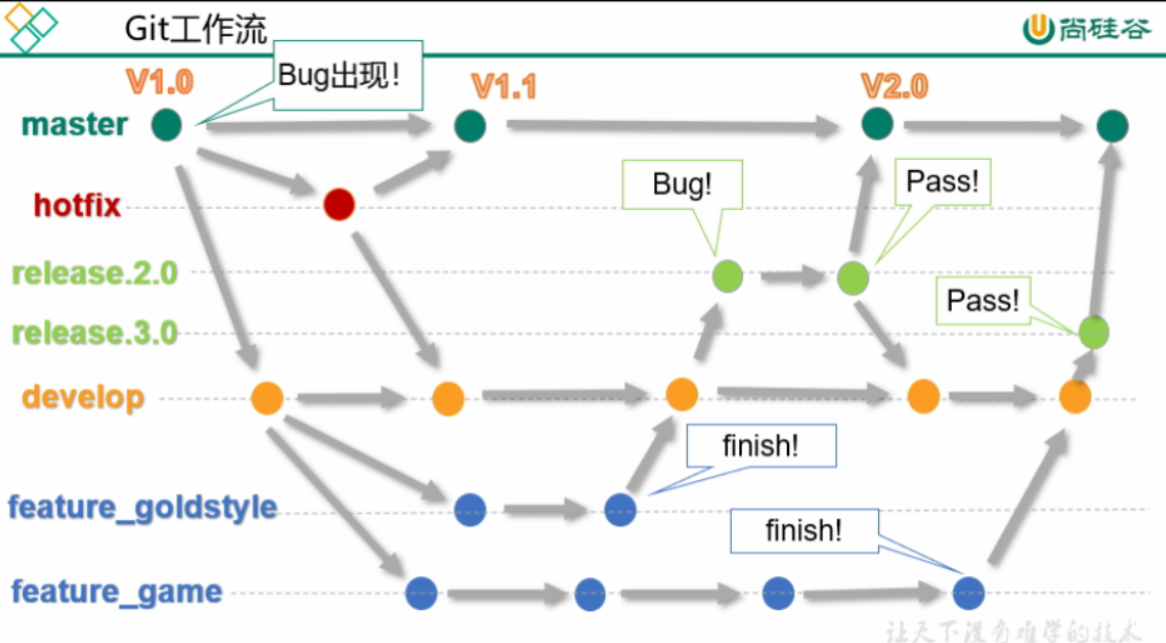 Git工作流
尚硅谷
V1.0
Bug出现！
V1.1
V2.0
master
hotfix
Bug!
Pass!
release.2.0
Pass!
release.3.0
develop
finish!
feature_goldstyle
finish!
feature_game
让天下没有难学的技术